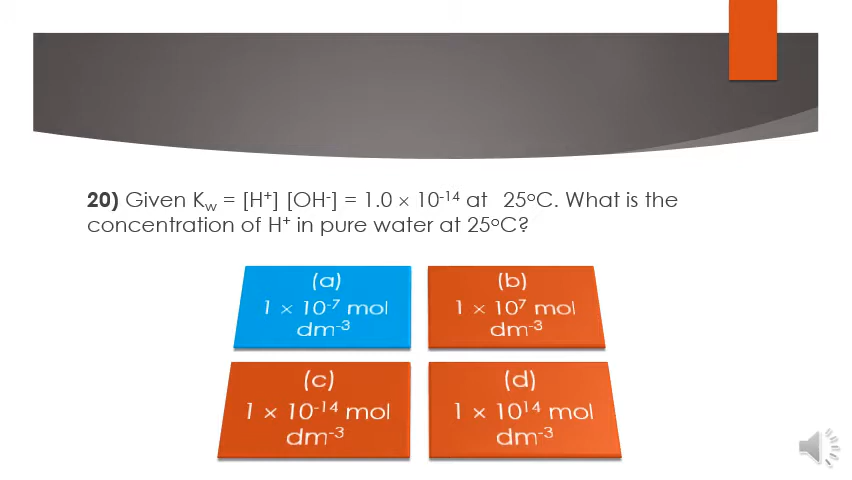 20) Given Kw = [H⁺] [OH⁻] = 1.0 × 10⁻¹⁴ at 25°C. What is the
concentration of H⁺ in pure water at 25°C?
(a)
1 × 10⁻⁷ mol
dm⁻³
(b)
1 × 10⁷ mol
dm⁻³
(c)
1 × 10⁻¹⁴ mol
dm⁻³
(d)
1 × 10¹⁴ mol
dm⁻³